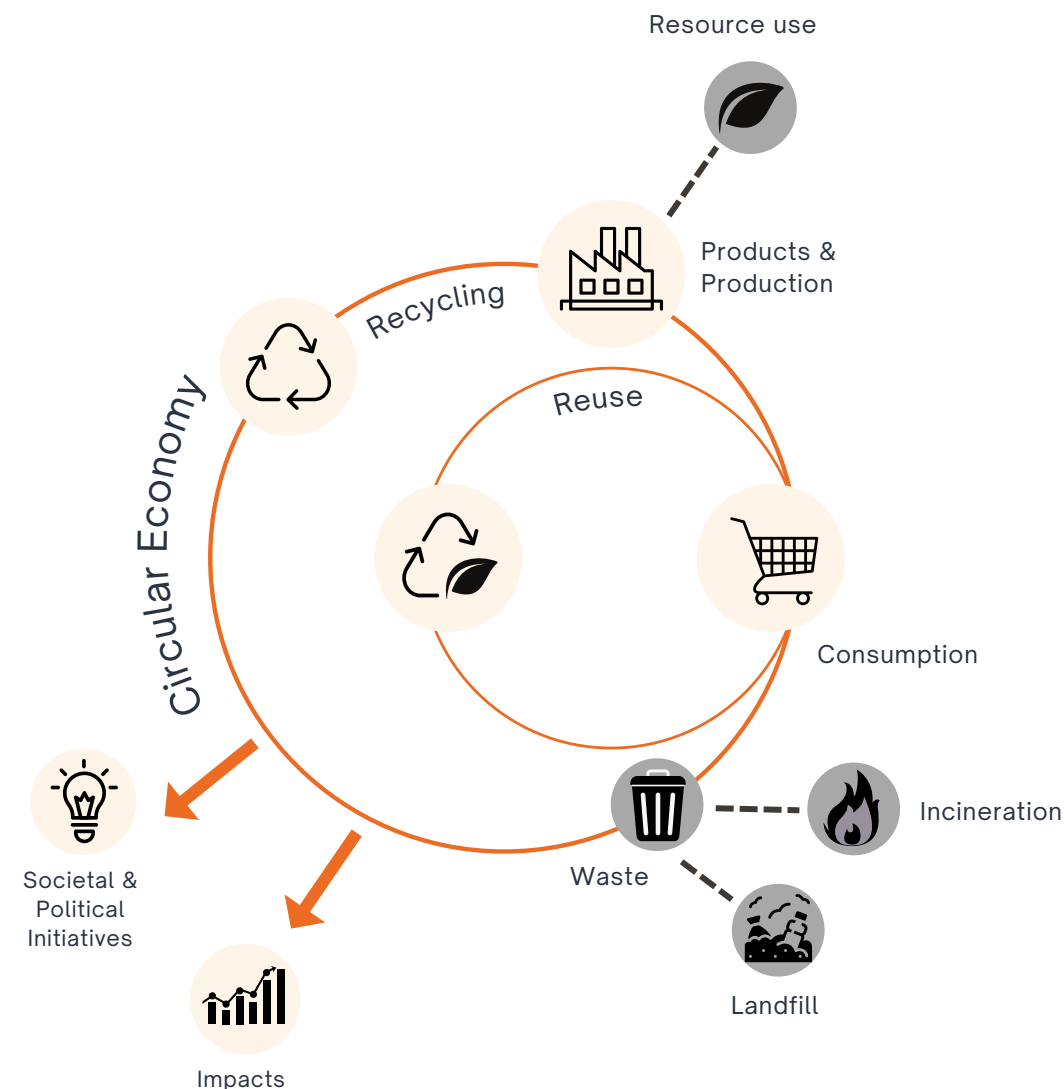 Resource use
Products &
Production
Recycling
Reuse
Circular Economy
Consumption
Waste
Incineration
Landfill
Societal &
Political
Initiatives
Impacts